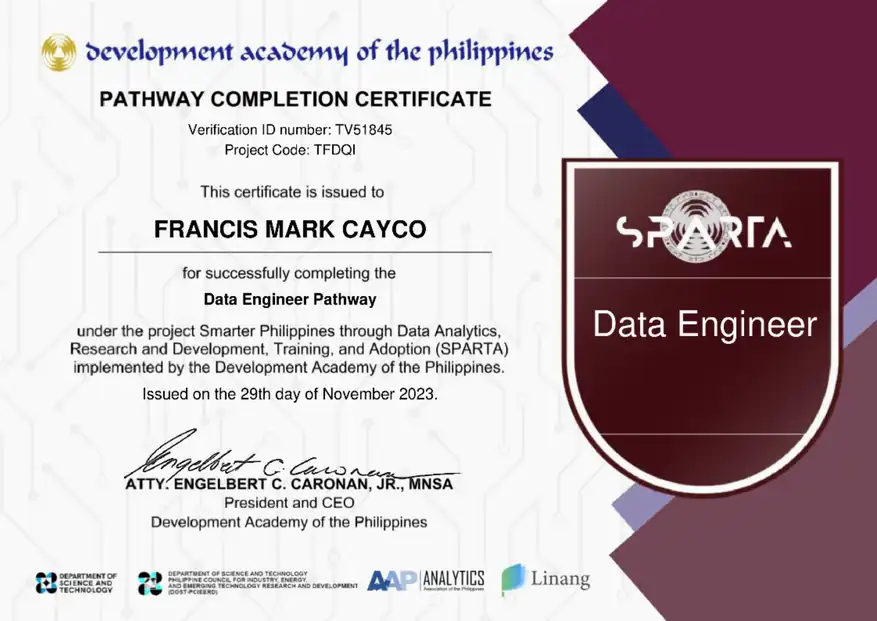 development academy of the philippines
PATHWAY COMPLETION CERTIFICATE
Verification ID number: TV51845
Project Code: TFDQI
This certificate is issued to
FRANCIS MARK CAYCO
for successfully completing the
Data Engineer Pathway
under the project Smarter Philippines through Data Analytics,
Research and Development, Training, and Adoption (SPARTA)
implemented by the Development Academy of the Philippines.
Issued on the 29th day of November 2023.
Engelbert C. Caronan
ATTY. ENGELBERT C. CARONAN, JR., MNSA
President and CEO
Development Academy of the Philippines
SPARTA
Data Engineer
DEPARTMENT OF
SCIENCE AND
TECHNOLOGY
DEPARTMENT OF SCIENCE AND TECHNOLOGY
PHILIPPINE COUNCIL FOR INDUSTRY, ENERGY,
AND EMERGING TECHNOLOGY RESEARCH AND DEVELOPMENT
(DOST-PCIEERD)
AAP ANALYTICS
Association of the Philippines
Linang